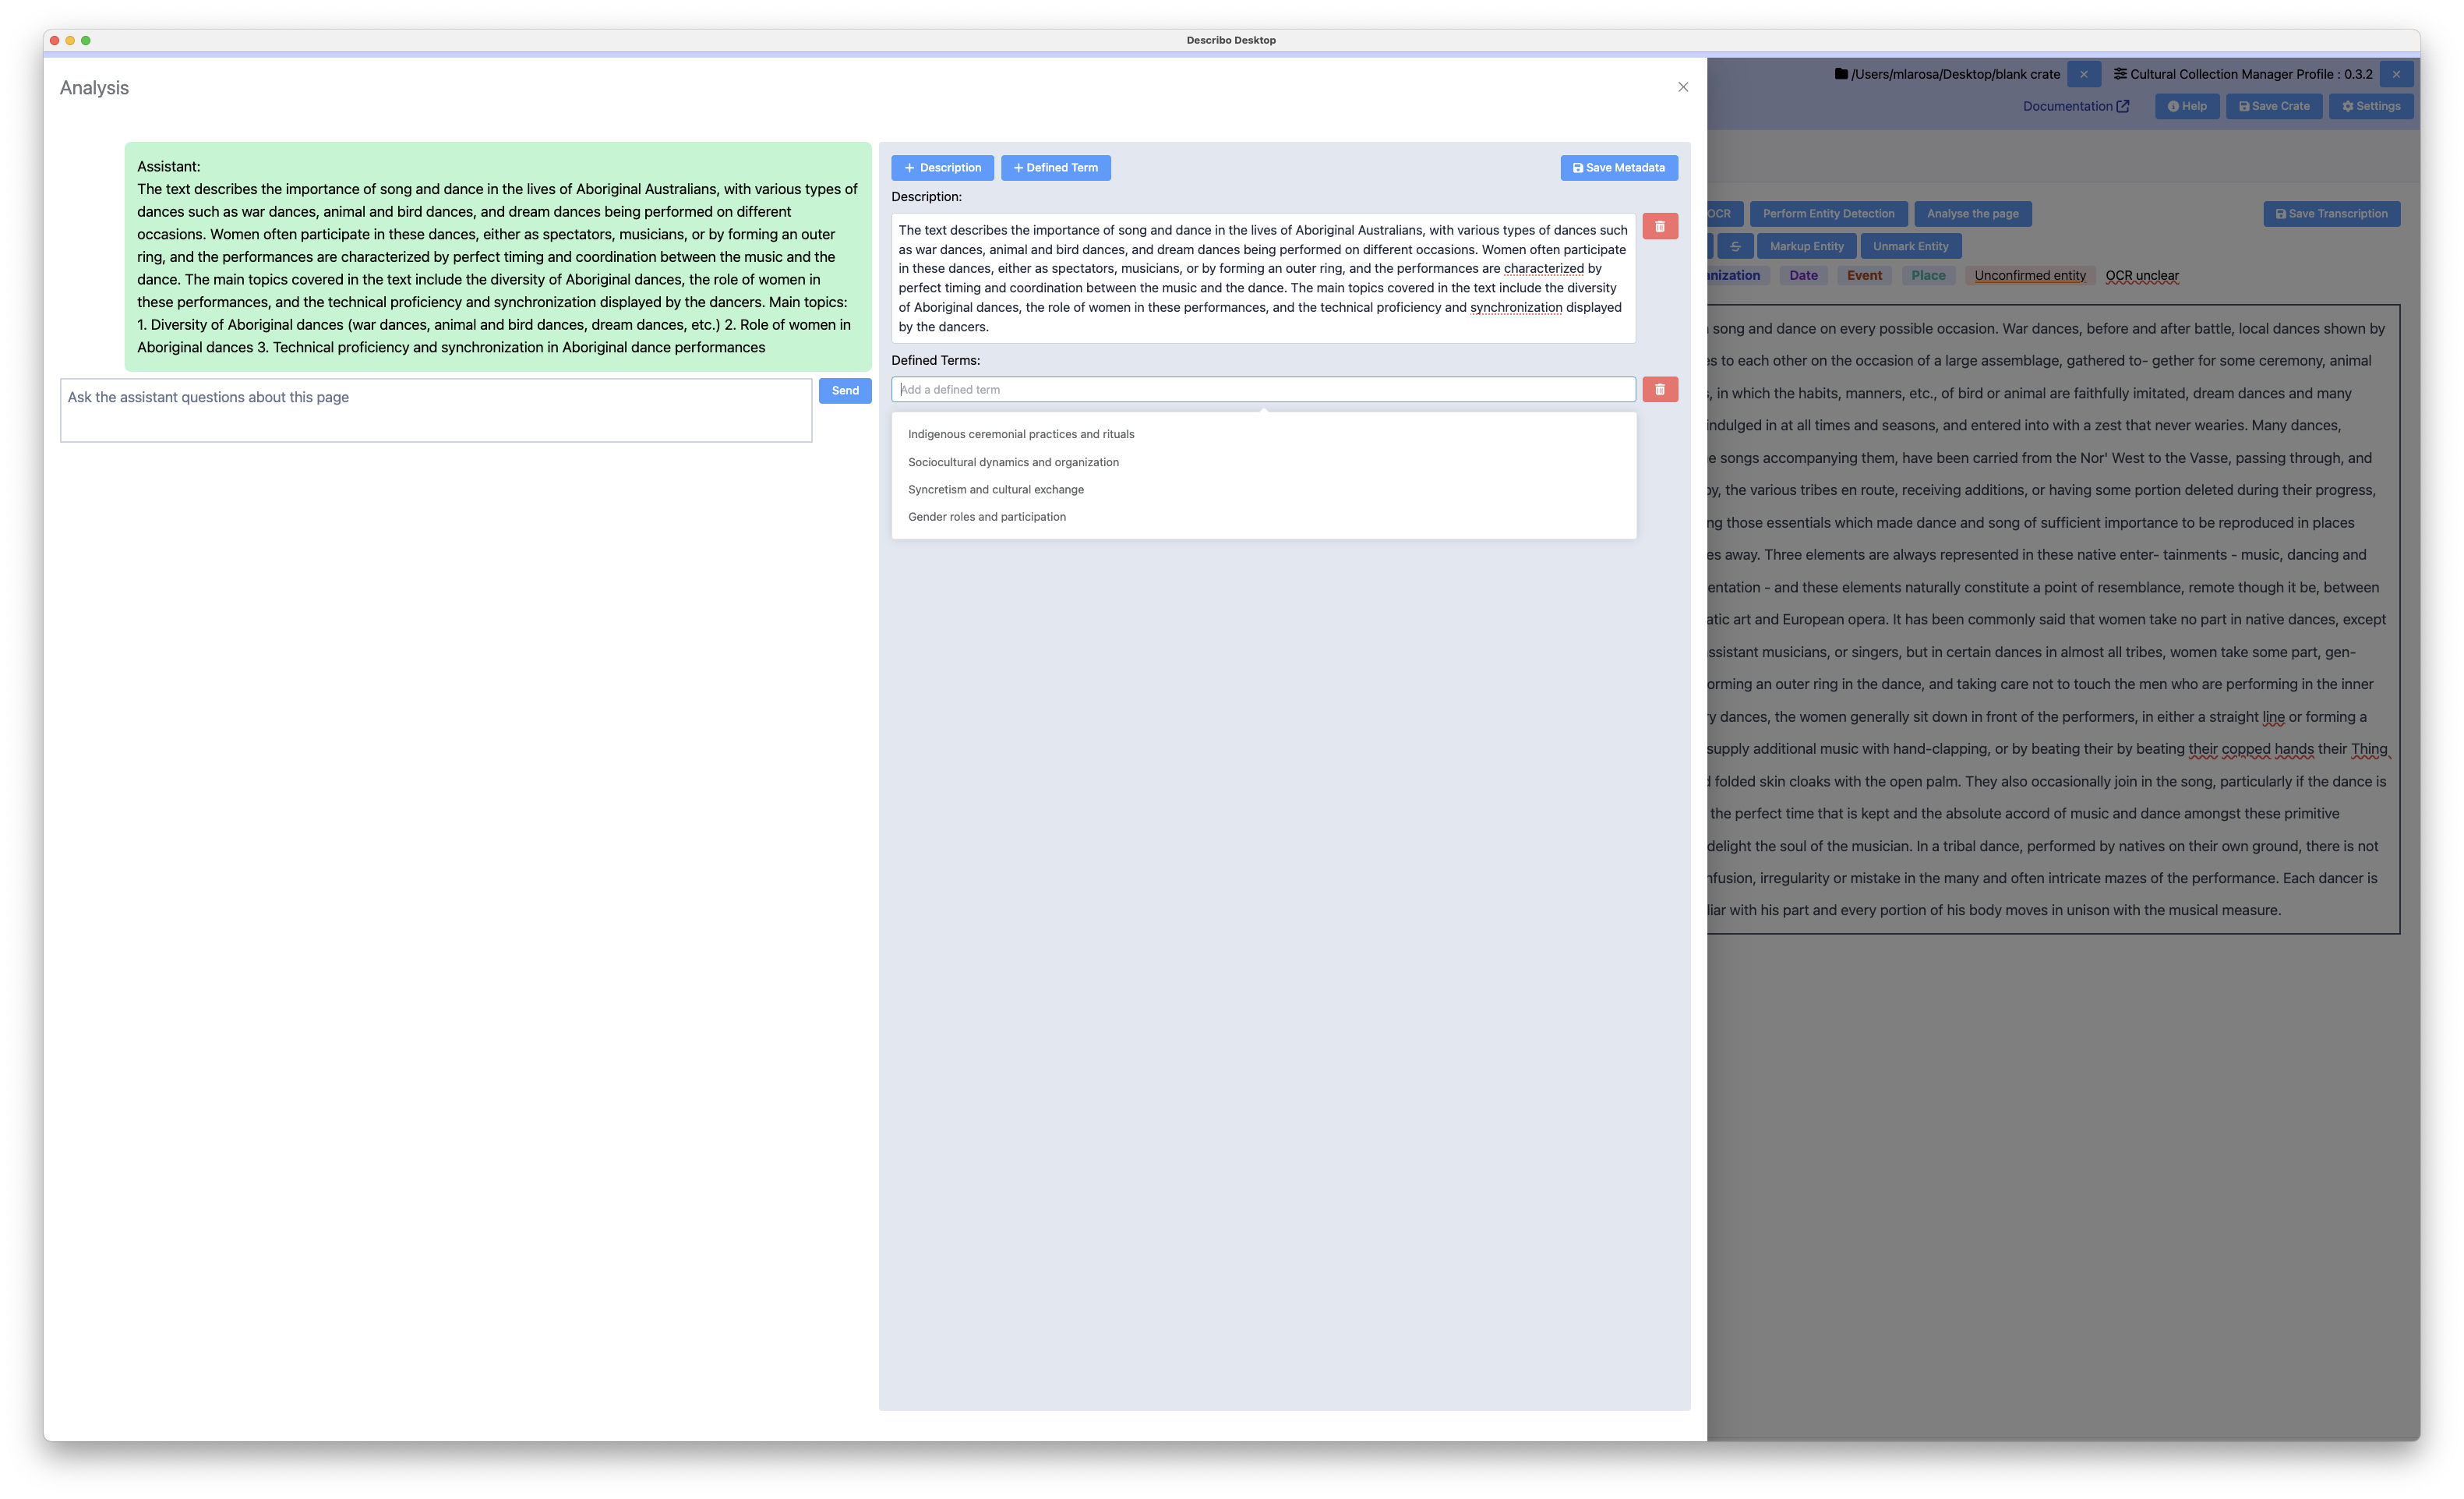 Describo Desktop
Analysis
Assistant:
The text describes the importance of song and dance in the lives of Aboriginal Australians, with various types of
dances such as war dances, animal and bird dances, and dream dances being performed on different
occasions. Women often participate in these dances, either as spectators, musicians, or by forming an outer
ring, and the performances are characterized by perfect timing and coordination between the music and the
dance. The main topics covered in the text include the diversity of Aboriginal dances, the role of women in
these performances, and the technical proficiency and synchronization displayed by the dancers. Main topics:
1. Diversity of Aboriginal dances (war dances, animal and bird dances, dream dances, etc.) 2. Role of women in
Aboriginal dances 3. Technical proficiency and synchronization in Aboriginal dance performances
Ask the assistant questions about this page
Send
+ Description
+ Defined Term
Save Metadata
Description:
The text describes the importance of song and dance in the lives of Aboriginal Australians, with various types of dances such
as war dances, animal and bird dances, and dream dances being performed on different occasions. Women often participate
in these dances, either as spectators, musicians, or by forming an outer ring, and the performances are characterized by
perfect timing and coordination between the music and the dance. The main topics covered in the text include the diversity
of Aboriginal dances, the role of women in these performances, and the technical proficiency and synchronization displayed
by the dancers.
Defined Terms:
Add a defined term
Indigenous ceremonial practices and rituals
Sociocultural dynamics and organization
Syncretism and cultural exchange
Gender roles and participation
/Users/mlarosa/Desktop/blank crate
Cultural Collection Manager Profile : 0.3.2
Documentation
Help
Save Crate
Settings
OCR
Perform Entity Detection
Analyse the page
Save Transcription
Markup Entity
Unmark Entity
nization
Date
Event
Place
Unconfirmed entity
OCR unclear
song and dance on every possible occasion. War dances, before and after battle, local dances shown by
es to each other on the occasion of a large assemblage, gathered to- gether for some ceremony, animal
, in which the habits, manners, etc., of bird or animal are faithfully imitated, dream dances and many
indulged in at all times and seasons, and entered into with a zest that never wearies. Many dances,
e songs accompanying them, have been carried from the Nor' West to the Vasse, passing through, and
by, the various tribes en route, receiving additions, or having some portion deleted during their progress,
ng those essentials which made dance and song of sufficient importance to be reproduced in places
es away. Three elements are always represented in these native enter- tainments - music, dancing and
entation - and these elements naturally constitute a point of resemblance, remote though it be, between
atic art and European opera. It has been commonly said that women take no part in native dances, except
ssistant musicians, or singers, but in certain dances in almost all tribes, women take some part, gen-
orming an outer ring in the dance, and taking care not to touch the men who are performing in the inner
ry dances, the women generally sit down in front of the performers, in either a straight line or forming a
supply additional music with hand-clapping, or by beating their by beating their copped hands their Thing
d folded skin cloaks with the open palm. They also occasionally join in the song, particularly if the dance is
the perfect time that is kept and the absolute accord of music and dance amongst these primitive
delight the soul of the musician. In a tribal dance, performed by natives on their own ground, there is not
nfusion, irregularity or mistake in the many and often intricate mazes of the performance. Each dancer is
liar with his part and every portion of his body moves in unison with the musical measure.